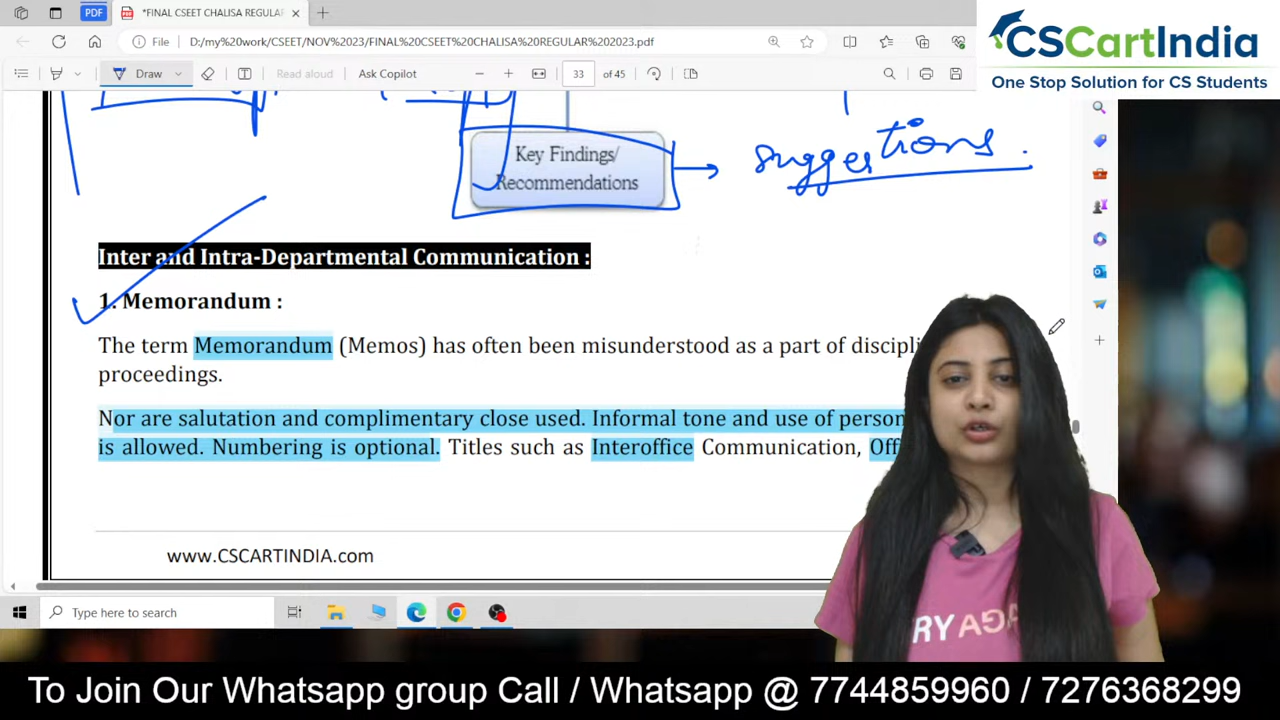 PDF
*FINAL CSEET CHALISA REGULAR
File
D:/my%20work/CSEET/NOV%2023/FINAL%20CSEET%20CHALISA%20REGULAR%202023.pdf
Draw
Read aloud
Ask Copilot
33
of 45
CSCartIndia
One Stop Solution for CS Students
Key Findings/
Recommendations
suggestions.
Inter and Intra-Departmental Communication :
1. Memorandum :
The term Memorandum (Memos) has often been misunderstood as a part of discipli
proceedings.
Nor are salutation and complimentary close used. Informal tone and use of person
is allowed. Numbering is optional. Titles such as Interoffice Communication, Off
www.CSCARTINDIA.com
Type here to search
To Join Our Whatsapp group Call / Whatsapp @ 7744859960 / 7276368299